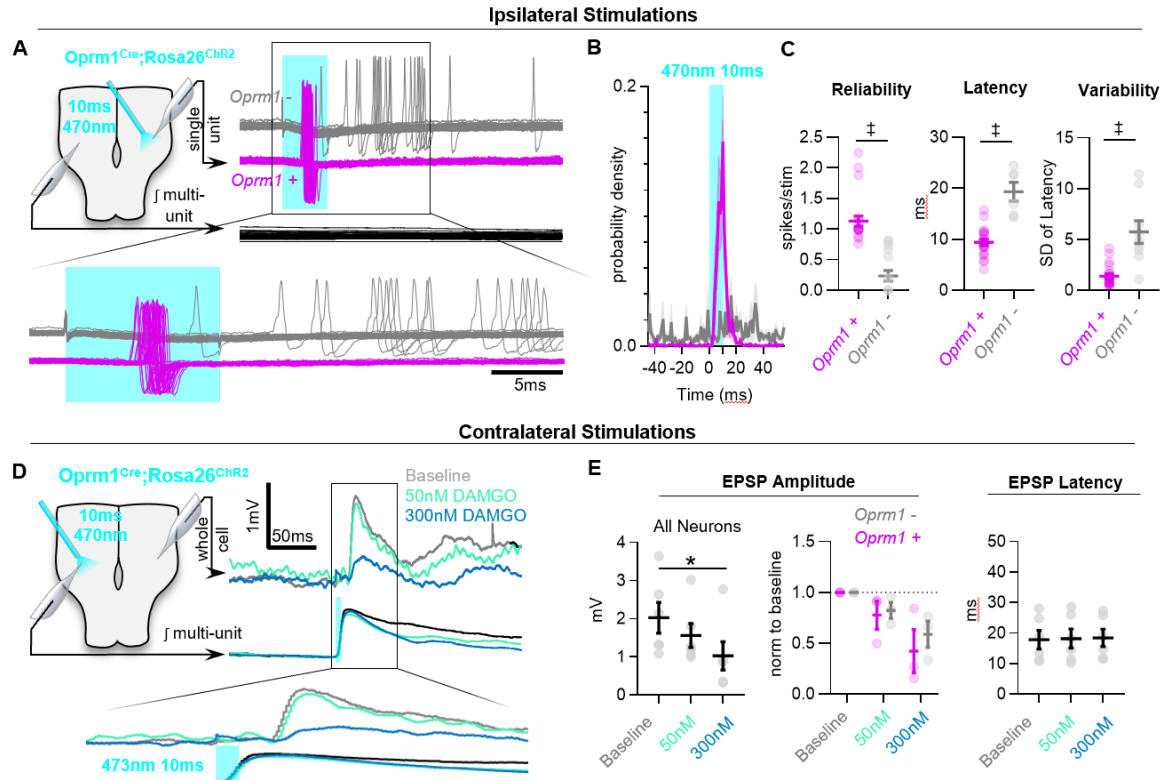 Ipsilateral Stimulations
A
Oprm1Cre;Rosa26ChR2
10ms
470nm
single
unit
∫ multi-
unit
Oprm1 -
Oprm1 +
5ms
B
470nm 10ms
0.2
0.0
probability density
-40
-20
0
20
40
Time (ms)
C
Reliability
‡
2.5
2.0
1.5
1.0
0.5
0.0
spikes/stim
Oprm1 +
Oprm1 -
Latency
‡
30
20
10
0
ms
Oprm1 +
Oprm1 -
Variability
‡
15
10
5
0
SD of Latency
Oprm1 +
Oprm1 -
Contralateral Stimulations
D
Oprm1Cre;Rosa26ChR2
10ms
470nm
whole
cell
∫ multi-unit
1mV
50ms
Baseline
50nM DAMGO
300nM DAMGO
473nm 10ms
E
EPSP Amplitude
All Neurons
*
4
3
2
1
0
mV
Baseline
50nM
300nM
Oprm1 -
Oprm1 +
1.5
1.0
0.5
0.0
norm to baseline
Baseline
50nM
300nM
EPSP Latency
50
40
30
20
10
0
ms
Baseline
50nM
300nM